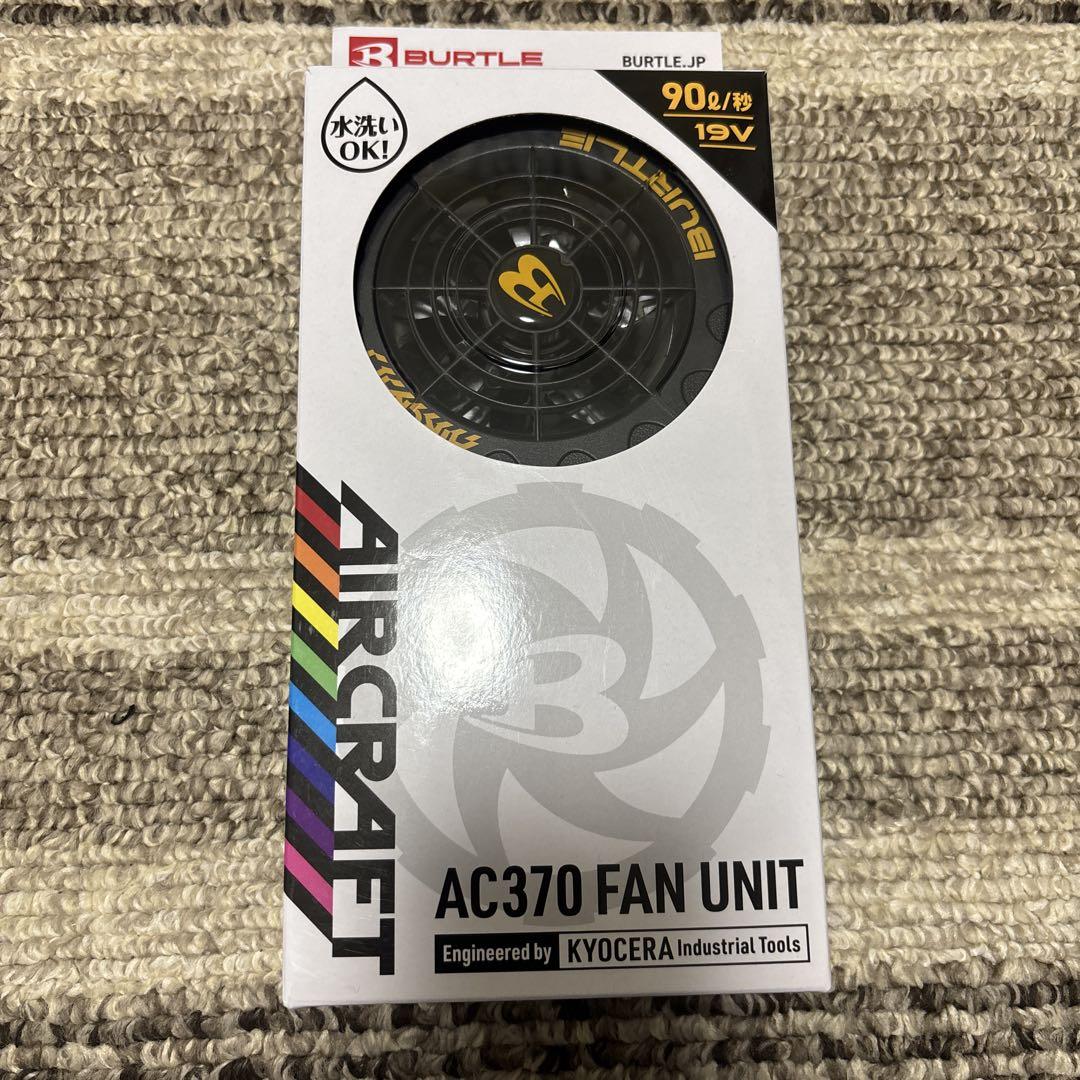 BURTLE
BURTLE.JP
水洗い
OK!
90ℓ/秒
19V
BURTLE
AIRCRAFT
AC370 FAN UNIT
Engineered by KYOCERA Industrial Tools